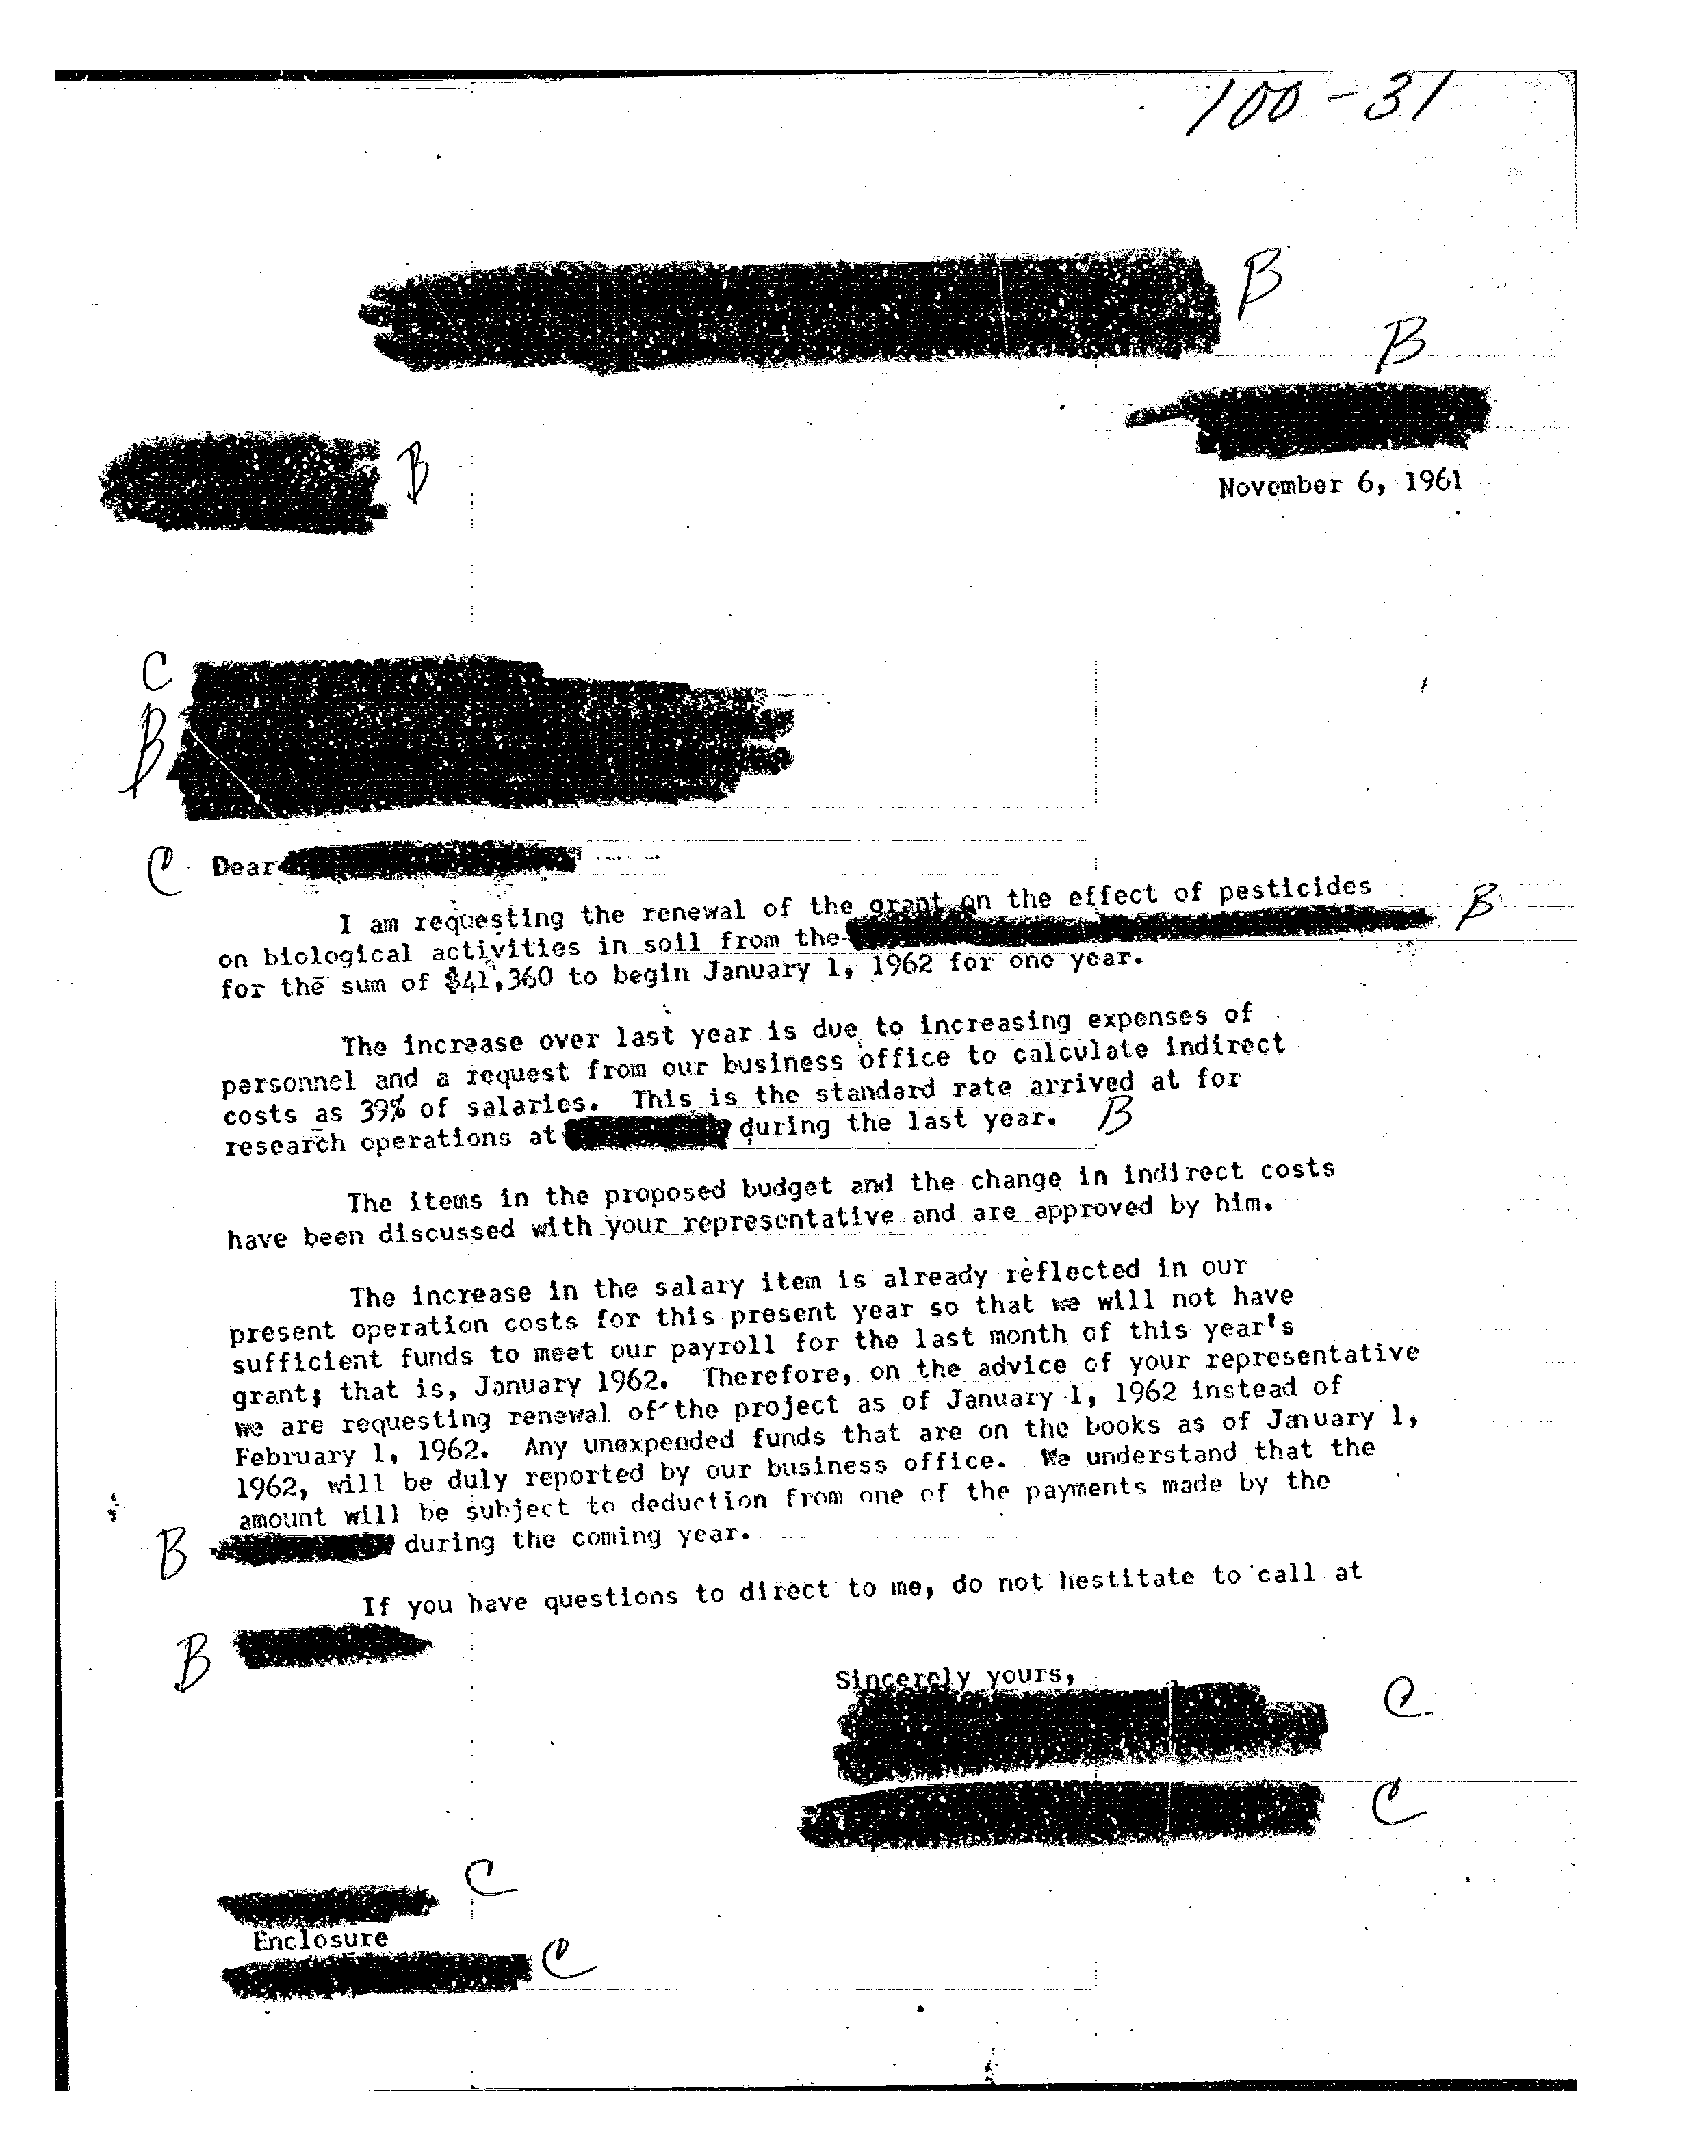 100-31
B
B
B
November 6, 1961
C
B
C Dear
I am requesting the renewal of the grant on the effect of pesticides
on biological activities in soil from the B
for the sum of $41,360 to begin January 1, 1962 for one year.
The increase over last year is due to increasing expenses of
personnel and a request from our business office to calculate indirect
costs as 39% of salaries. This is the standard rate arrived at for
research operations at during the last year. B
The items in the proposed budget and the change in indirect costs
have been discussed with your representative and are approved by him.
The increase in the salary item is already reflected in our
present operation costs for this present year so that we will not have
sufficient funds to meet our payroll for the last month of this year's
grant; that is, January 1962. Therefore, on the advice of your representative
we are requesting renewal of the project as of January 1, 1962 instead of
February 1, 1962. Any unexpended funds that are on the books as of January 1,
1962, will be duly reported by our business office. We understand that the
amount will be subject to deduction from one of the payments made by the
B during the coming year.
If you have questions to direct to me, do not hestitate to call at
B
Sincerely yours,
C
C
C
Enclosure
C